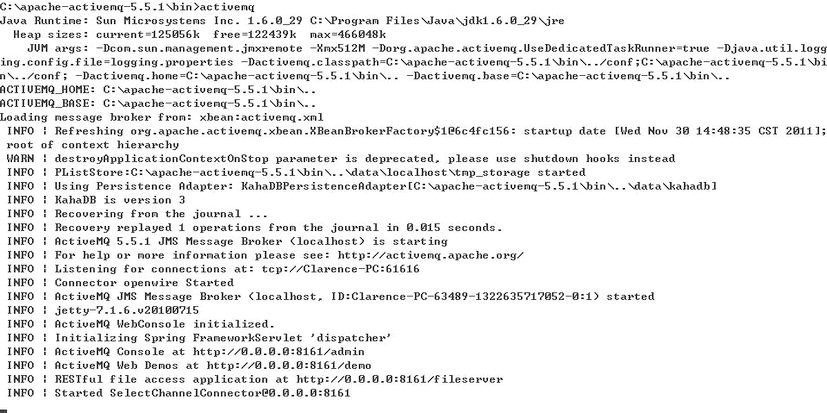 C:\apache-activemq-5.5.1\bin>activemq
Java Runtime: Sun Microsystems Inc. 1.6.0_29 C:\Program Files\Java\jdk1.6.0_29\jre
  Heap sizes: current=125056k  free=122439k  max=466048k
    JVM args: -Dcom.sun.management.jmxremote -Xmx512M -Dorg.apache.activemq.UseDedicatedTaskRunner=true -Djava.util.logg
ing.config.file=logging.properties -Dactivemq.classpath=C:\apache-activemq-5.5.1\bin\../conf;C:\apache-activemq-5.5.1\bi
n\../conf; -Dactivemq.home=C:\apache-activemq-5.5.1\bin\.. -Dactivemq.base=C:\apache-activemq-5.5.1\bin\..
ACTIVEMQ_HOME: C:\apache-activemq-5.5.1\bin\..
ACTIVEMQ_BASE: C:\apache-activemq-5.5.1\bin\..
Loading message broker from: xbean:activemq.xml
 INFO | Refreshing org.apache.activemq.xbean.XBeanBrokerFactory$1@6c4fc156: startup date [Wed Nov 30 14:48:35 CST 2011];
 root of context hierarchy
 WARN | destroyApplicationContextOnStop parameter is deprecated, please use shutdown hooks instead
 INFO | PListStore:C:\apache-activemq-5.5.1\bin\..\data\localhost\tmp_storage started
 INFO | Using Persistence Adapter: KahaDBPersistenceAdapter[C:\apache-activemq-5.5.1\bin\..\data\kahadb]
 INFO | KahaDB is version 3
 INFO | Recovering from the journal ...
 INFO | Recovery replayed 1 operations from the journal in 0.015 seconds.
 INFO | ActiveMQ 5.5.1 JMS Message Broker (localhost) is starting
 INFO | For help or more information please see: http://activemq.apache.org/
 INFO | Listening for connections at: tcp://Clarence-PC:61616
 INFO | Connector openwire Started
 INFO | ActiveMQ JMS Message Broker (localhost, ID:Clarence-PC-63489-1322635717052-0:1) started
 INFO | jetty-7.1.6.v20100715
 INFO | ActiveMQ WebConsole initialized.
 INFO | Initializing Spring FrameworkServlet 'dispatcher'
 INFO | ActiveMQ Console at http://0.0.0.0:8161/admin
 INFO | ActiveMQ Web Demos at http://0.0.0.0:8161/demo
 INFO | RESTful file access application at http://0.0.0.0:8161/fileserver
 INFO | Started SelectChannelConnector@0.0.0.0:8161